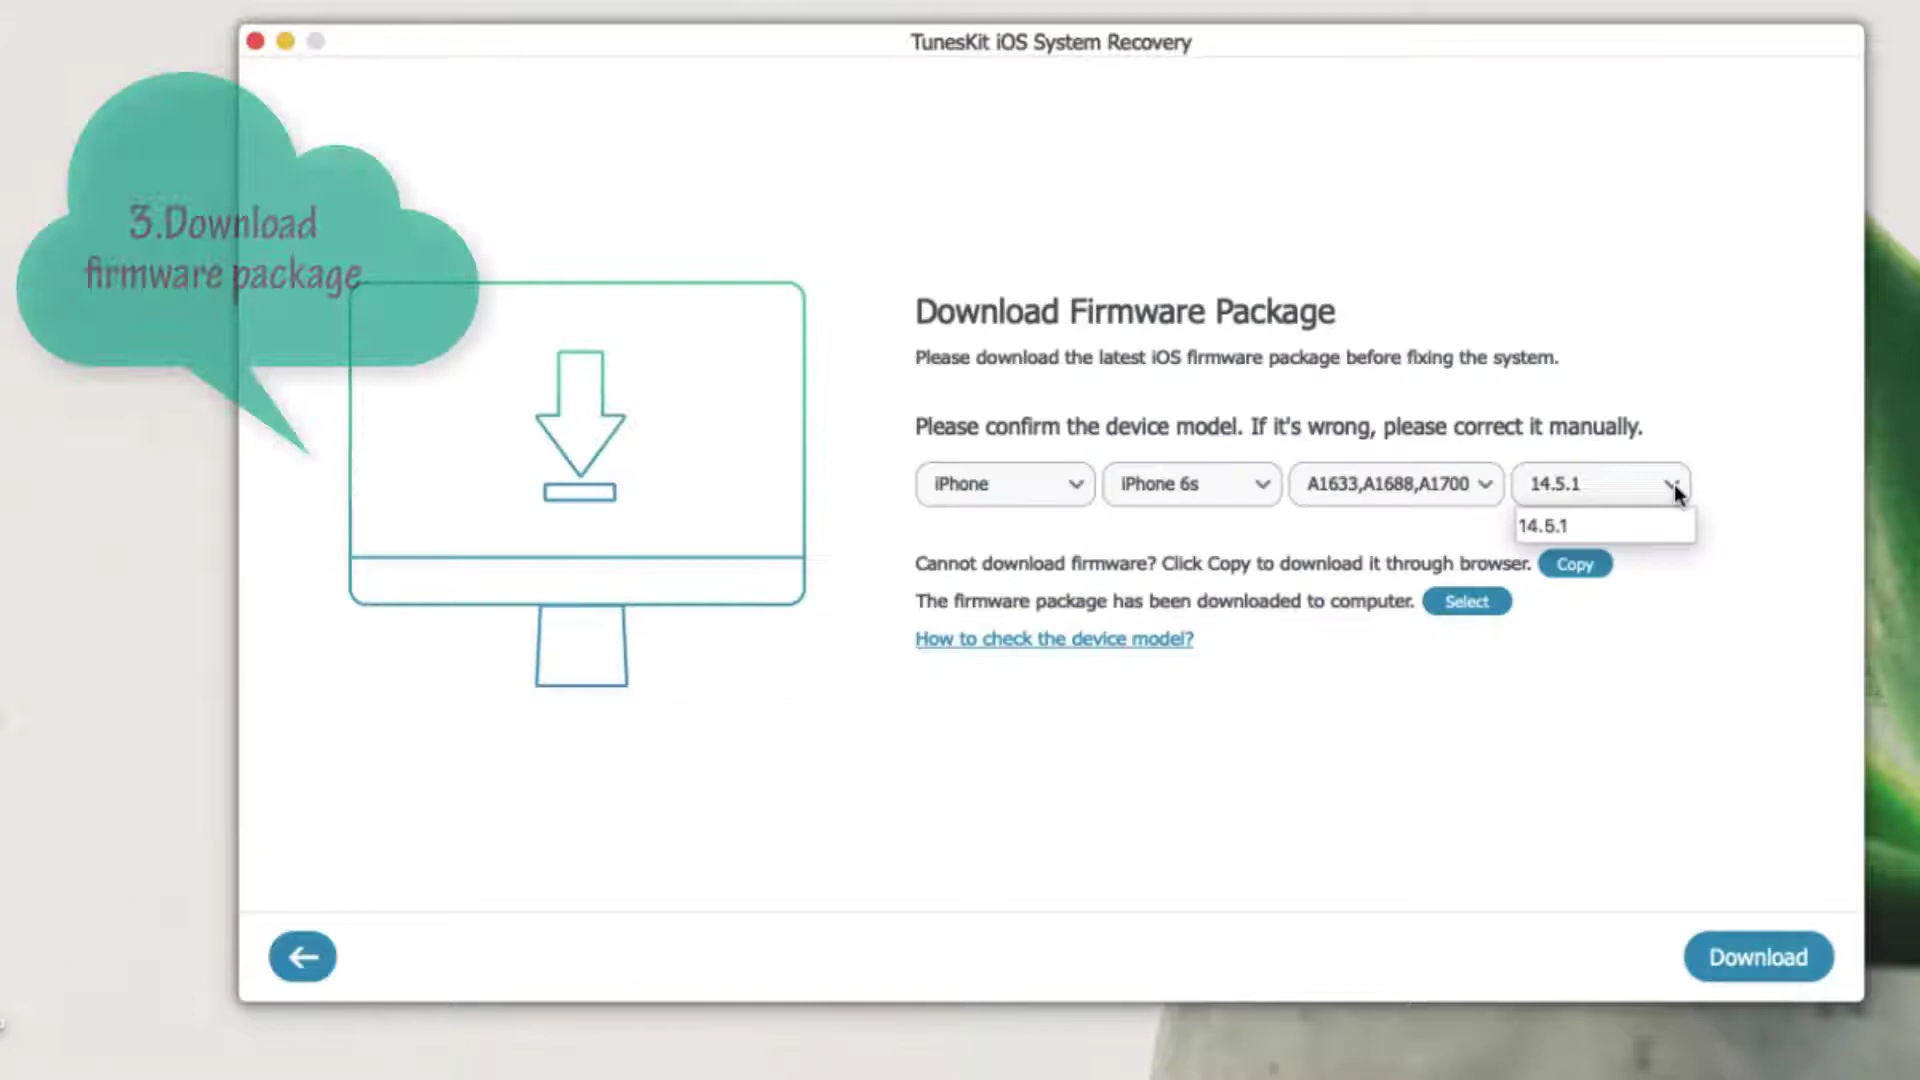 TunesKit iOS System Recovery
3.Download
firmware package
Download Firmware Package
Please download the latest iOS firmware package before fixing the system.
Please confirm the device model. If it's wrong, please correct it manually.
iPhone
iPhone 6s
A1633,A1688,A1700
14.5.1
14.5.1
Cannot download firmware? Click Copy to download it through browser. Copy
The firmware package has been downloaded to computer. Select
How to check the device model?
Download